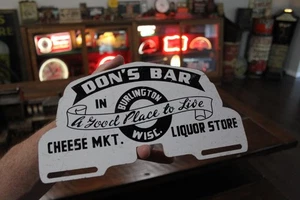 DON'S BAR
IN BURLINGTON WISC.
A Good Place to Live
CHEESE MKT. LIQUOR STORE